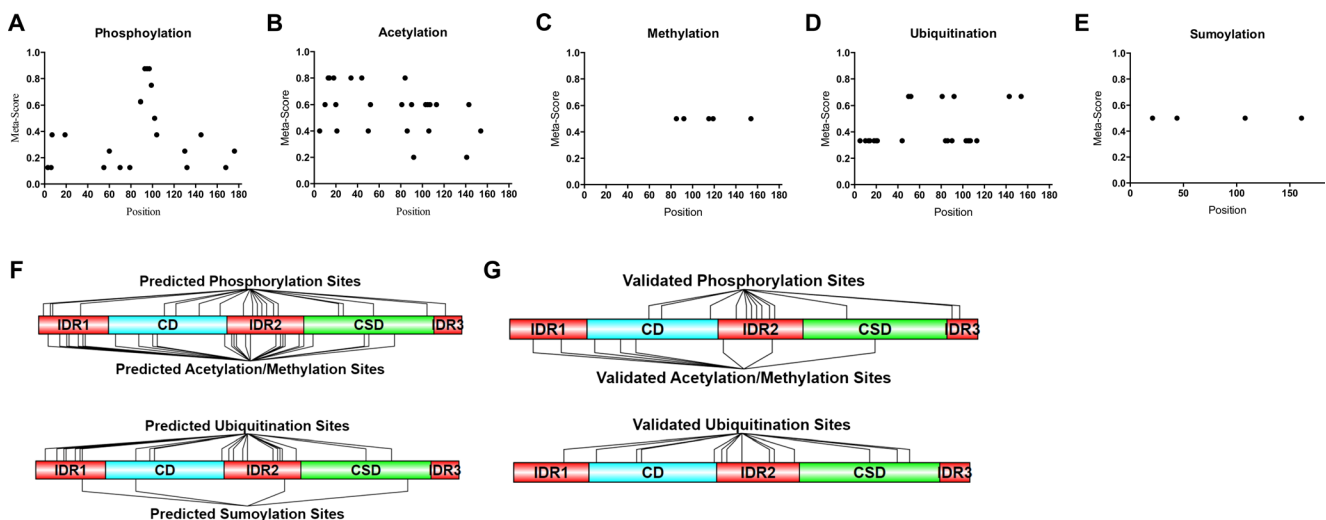 A
Phosphoylation
Meta-Score
1.0
0.8
0.6
0.4
0.2
0.0
0 20 40 60 80 100 120 140 160 180
Position
B
Acetylation
Meta-Score
1.0
0.8
0.6
0.4
0.2
0.0
0 20 40 60 80 100 120 140 160 180
Position
C
Methylation
Meta-Score
1.0
0.8
0.6
0.4
0.2
0.0
0 20 40 60 80 100 120 140 160 180
Position
D
Ubiquitination
Meta-Score
1.0
0.8
0.6
0.4
0.2
0.0
0 20 40 60 80 100 120 140 160 180
Position
E
Sumoylation
Meta-Score
1.0
0.8
0.6
0.4
0.2
0.0
0 50 100 150
Position
F
Predicted Phosphorylation Sites
IDR1 CD IDR2 CSD IDR3
Predicted Acetylation/Methylation Sites
Predicted Ubiquitination Sites
IDR1 CD IDR2 CSD IDR3
Predicted Sumoylation Sites
G
Validated Phosphorylation Sites
IDR1 CD IDR2 CSD IDR3
Validated Acetylation/Methylation Sites
Validated Ubiquitination Sites
IDR1 CD IDR2 CSD IDR3